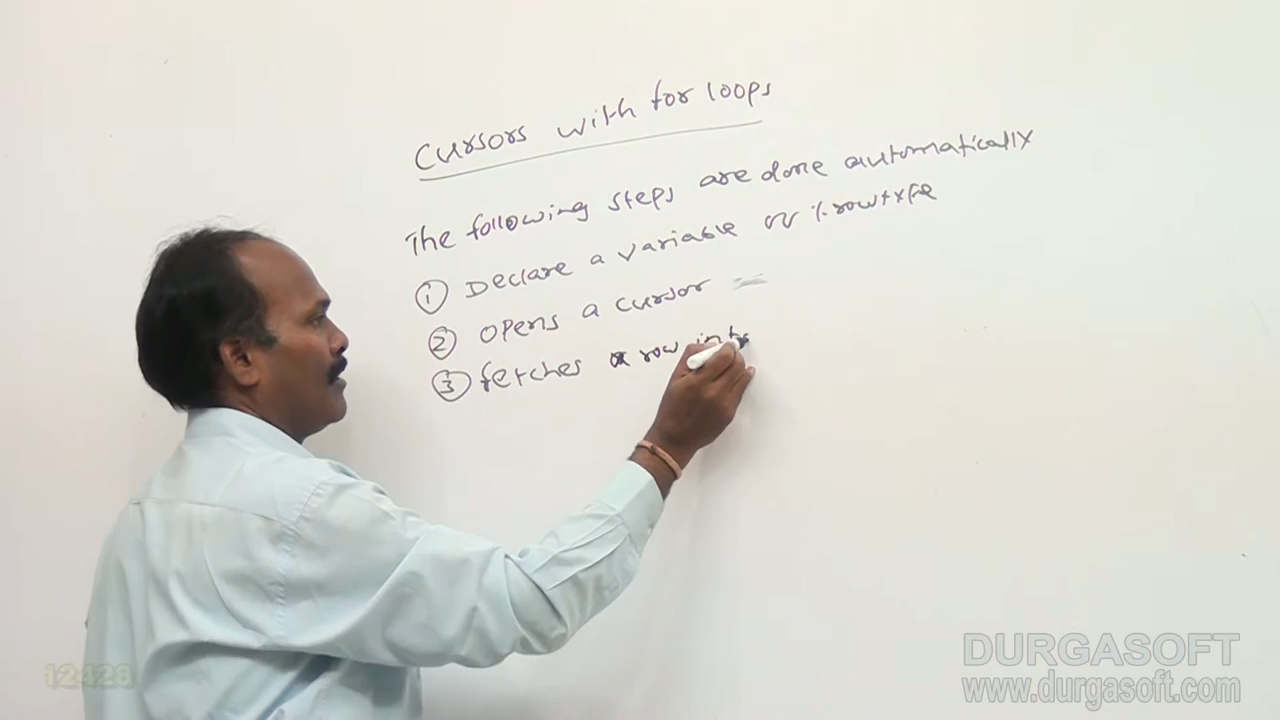 Cursors with for loops
The following steps are done automatically
① Declare a variable or %rowtype
② opens a cursor
③ fetches a row into
DURGASOFT
www.durgasoft.com
12428